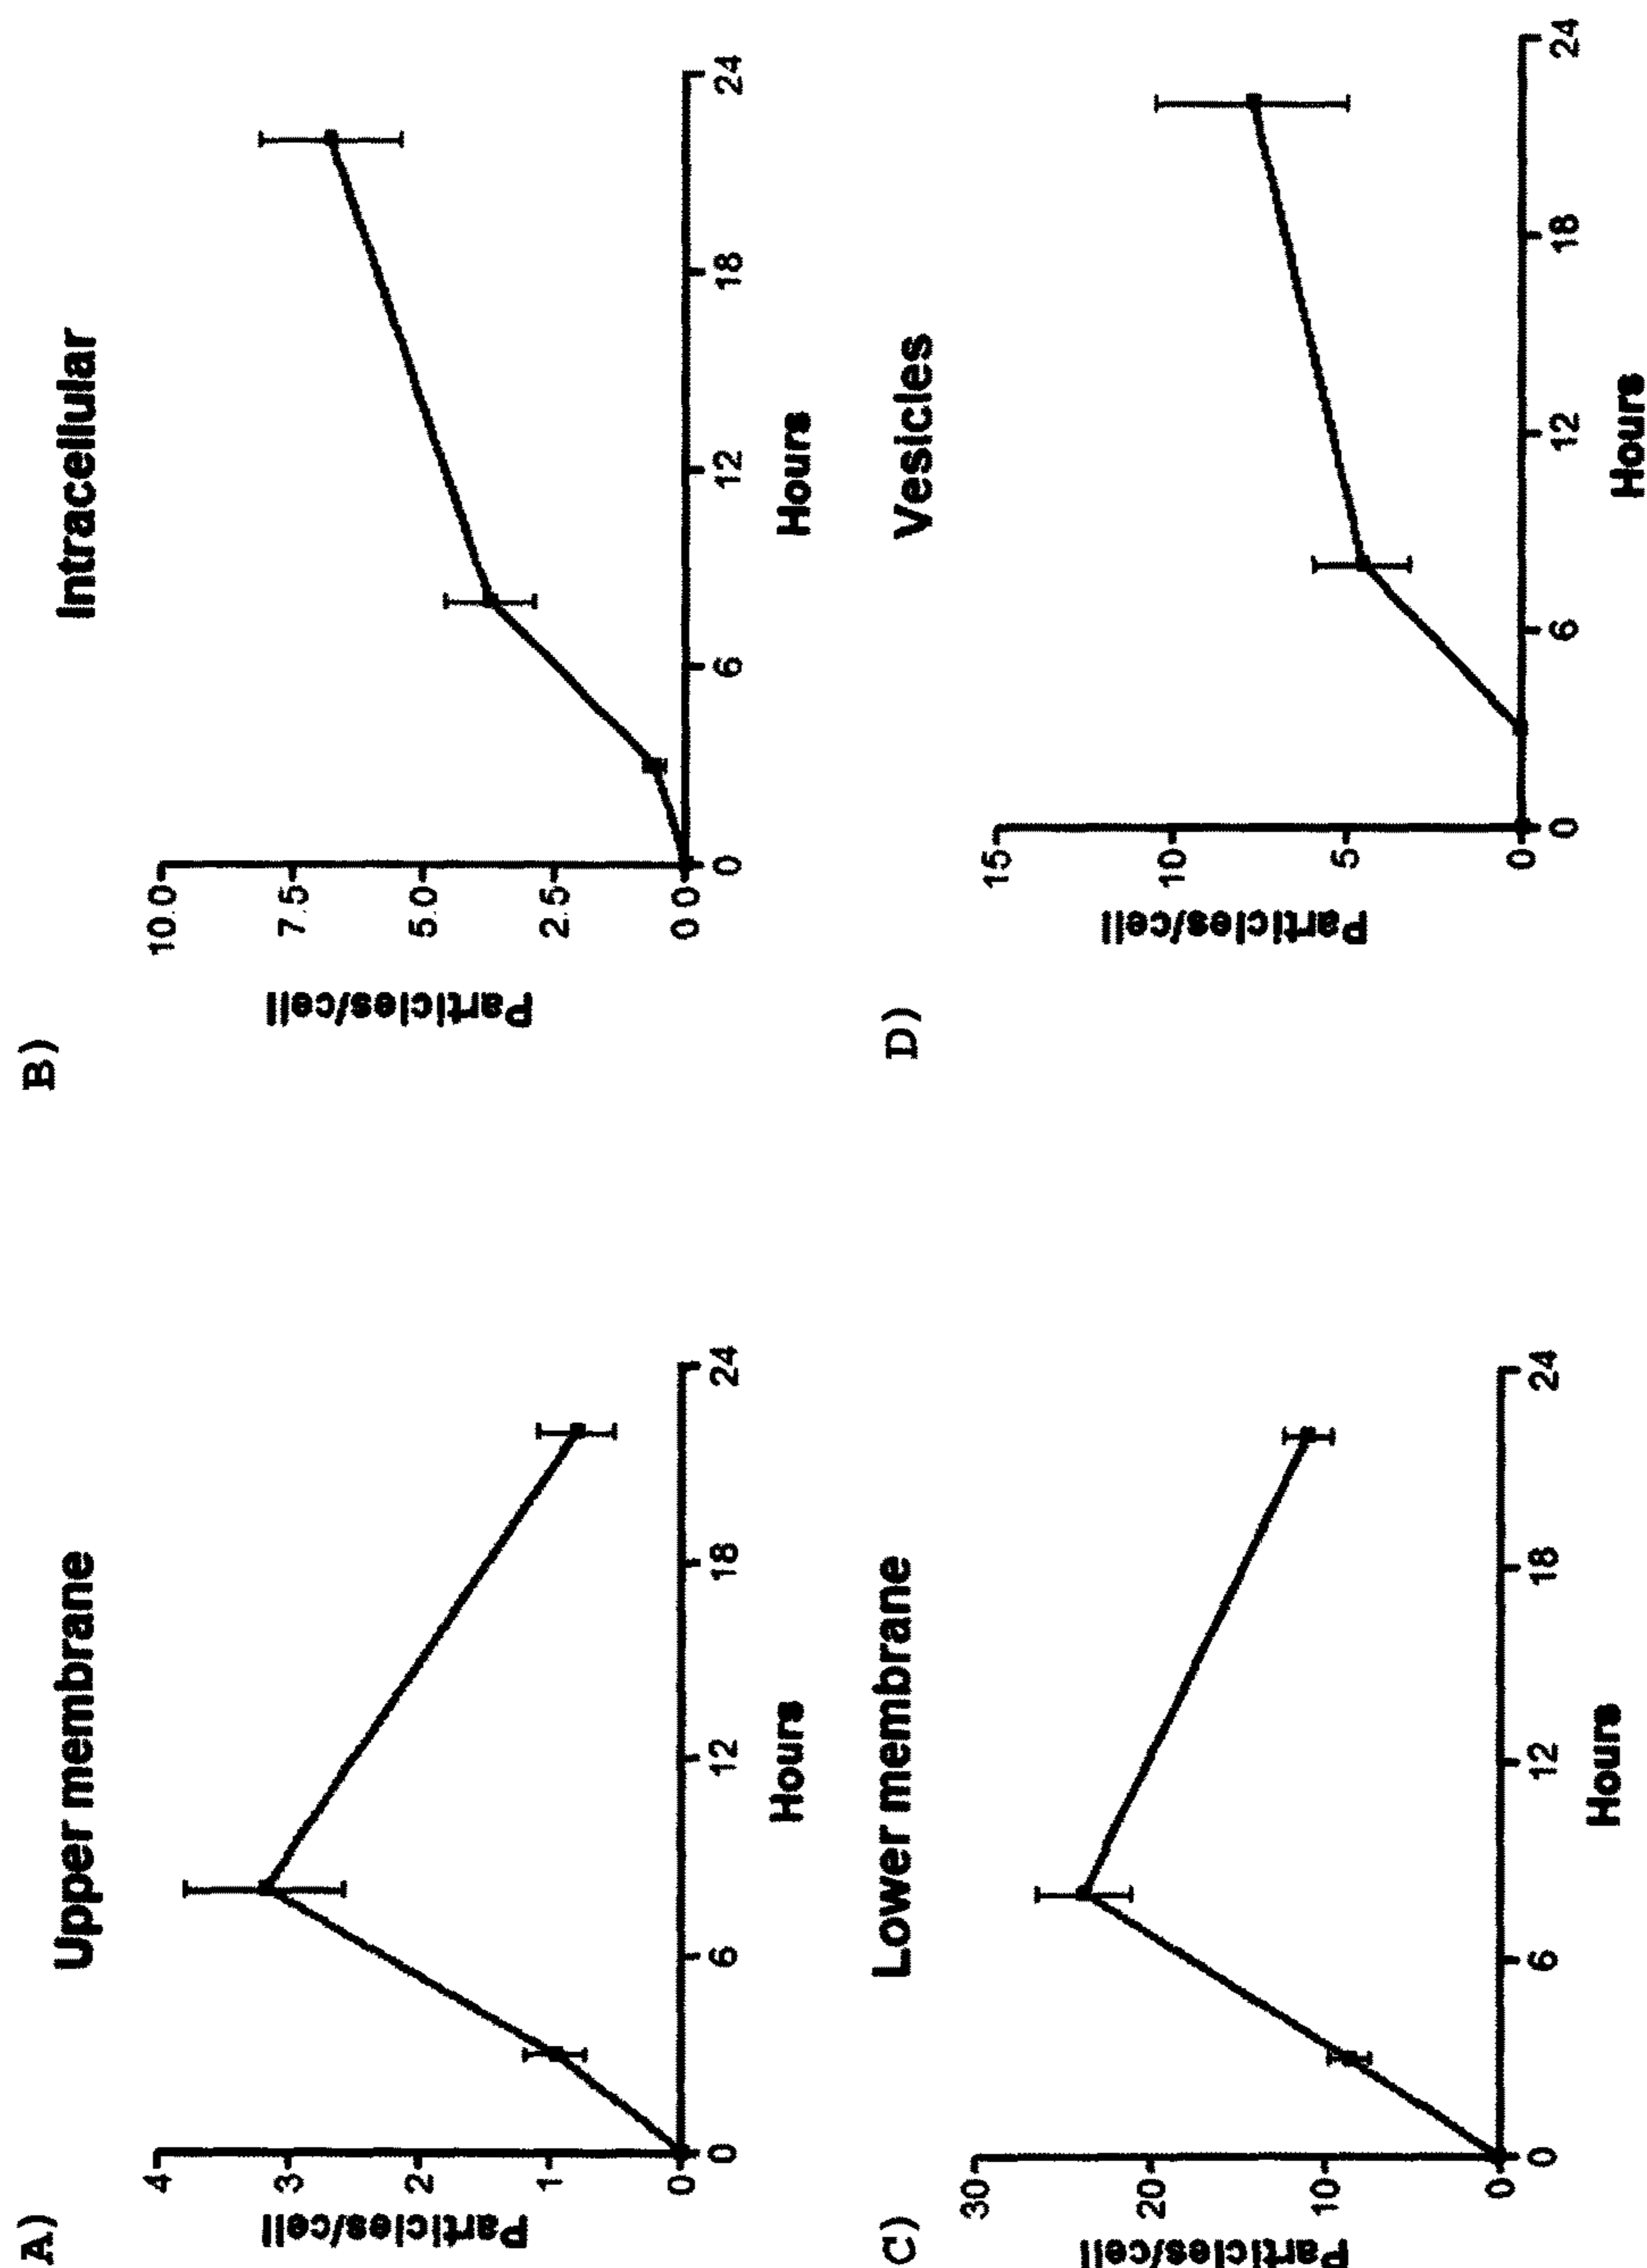 A)
Upper membrane
Particles/cell
4
3
2
1
0
0 6 12 18 24
Hours
B)
Intracellular
Particles/cell
10.0
7.5
5.0
2.5
0.0
0 6 12 18 24
Hours
C)
Lower membrane
Particles/cell
30
20
10
0
0 6 12 18 24
Hours
D)
Vesicles
Particles/cell
15
10
5
0
0 6 12 18 24
Hours